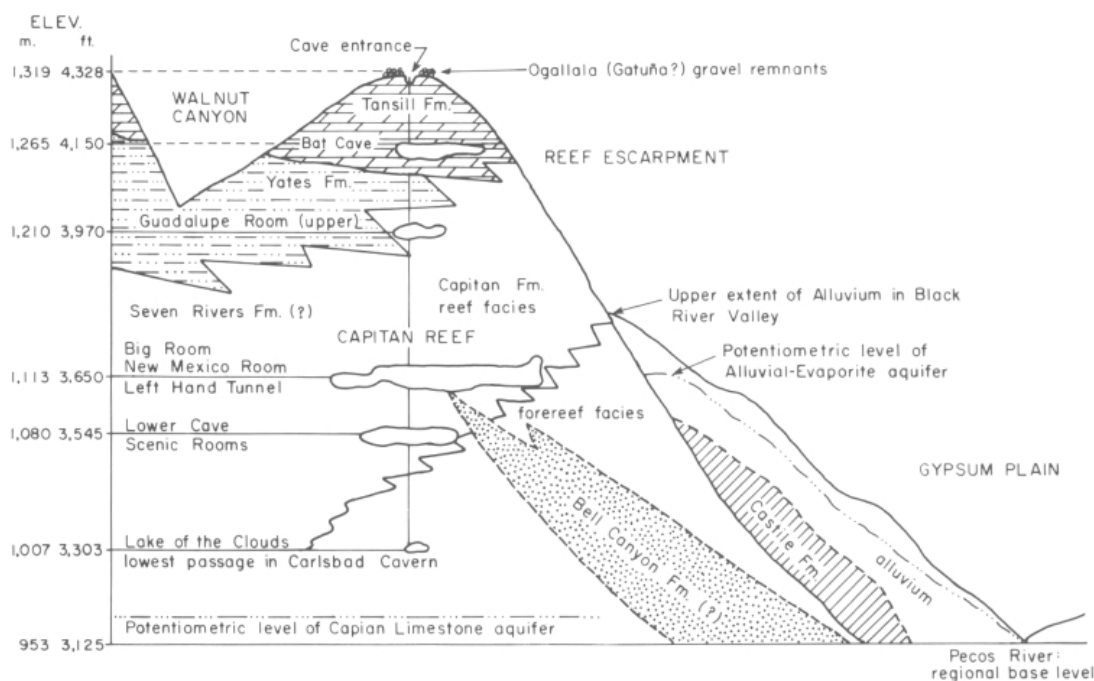 ELEV.
m. ft.
Cave entrance
1,319 4,328
Ogallala (Gatuña?) gravel remnants
WALNUT
CANYON
Tansill Fm.
1,265 4,150
Bat Cave
REEF ESCARPMENT
Yates Fm.
1,210 3,970
Guadalupe Room (upper)
Capitan Fm.
reef facies
Seven Rivers Fm. (?)
Upper extent of Alluvium in Black
River Valley
CAPITAN REEF
Big Room
New Mexico Room
1,113 3,650
Left Hand Tunnel
Potentiometric level of
Alluvial-Evaporite aquifer
forereef facies
Lower Cave
1,080 3,545
Scenic Rooms
GYPSUM PLAIN
Bell Canyon
Fm. (?)
Castile Fm.
alluvium
Lake of the Clouds
1,007 3,303
lowest passage in Carlsbad Cavern
Potentiometric level of Capian Limestone aquifer
953 3,125
Pecos River:
regional base level